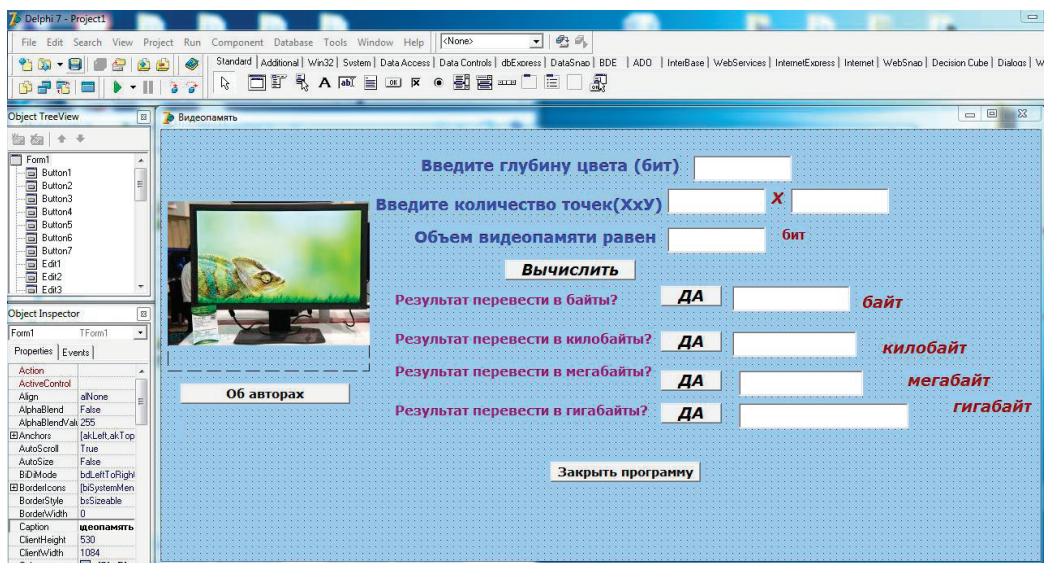 Delphi 7 - Project1
File Edit Search View Project Run Component Database Tools Window Help <None>
Standard Additional Win32 System Data Access Data Controls dbExpress DataSnap BDE ADO InterBase WebServices InternetExpress Internet WebSnap Decision Cube Dialogs W
Object TreeView
Form1
Button1
Button2
Button3
Button4
Button5
Button6
Button7
Edit1
Edit2
Edit3
Object Inspector
Form1 TForm1
Properties Events
Action
ActiveControl
Align alNone
AlphaBlend False
AlphaBlendVal 255
Anchors [akLeft,akTop
AutoScroll True
AutoSize False
BiDiMode bdLeftToRight
BorderIcons [biSystemMen
BorderStyle bsSizeable
BorderWidth 0
Caption идеопамять
ClientHeight 530
ClientWidth 1084
Видеопамять
Введите глубину цвета (бит)
Введите количество точек(ХхУ) X
Объем видеопамяти равен бит
Вычислить
Результат перевести в байты? ДА байт
Результат перевести в килобайты? ДА килобайт
Результат перевести в мегабайты? ДА мегабайт
Результат перевести в гигабайты? ДА гигабайт
Об авторах
Закрыть программу